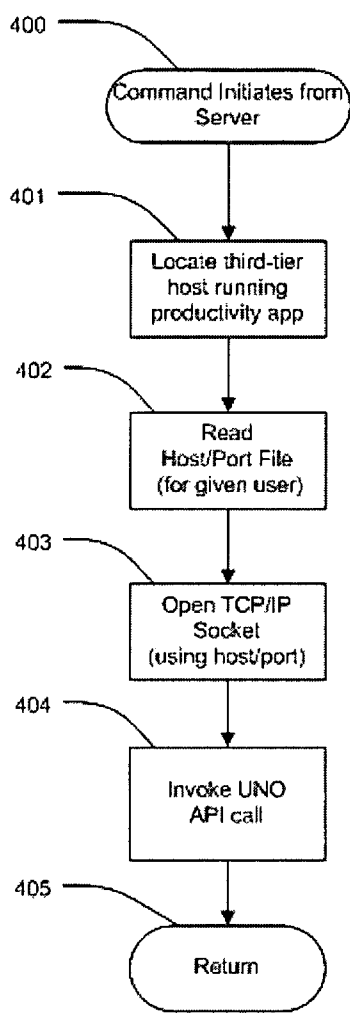 400
Command Initiates from
Server
401
Locate third-tier
host running
productivity app
402
Read
Host/Port File
(for given user)
403
Open TCP/IP
Socket
(using host/port)
404
Invoke UNO
API call
405
Return